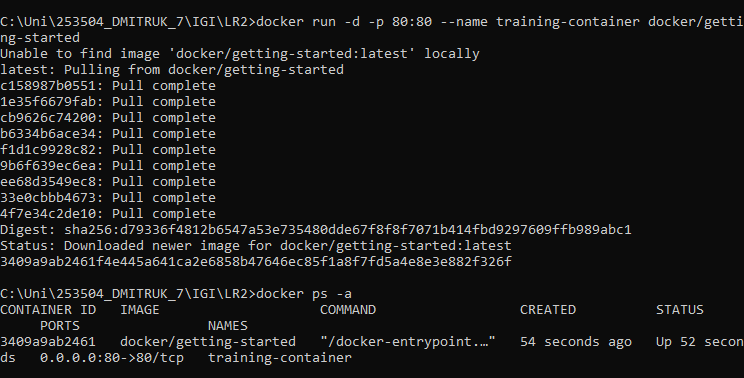 C:\Uni\253504_DMITRUK_7\IGI\LR2>docker run -d -p 80:80 --name training-container docker/getti
ng-started
Unable to find image 'docker/getting-started:latest' locally
latest: Pulling from docker/getting-started
c158987b0551: Pull complete
1e35f6679fab: Pull complete
cb9626c74200: Pull complete
b6334b6ace34: Pull complete
f1d1c9928c82: Pull complete
9b6f639ec6ea: Pull complete
ee68d3549ec8: Pull complete
33e0cbbb4673: Pull complete
4f7e34c2de10: Pull complete
Digest: sha256:d79336f4812b6547a53e735480dde67f8f8f7071b414fbd9297609ffb989abc1
Status: Downloaded newer image for docker/getting-started:latest
3409a9ab2461f4e445a641ca2e6858b47646ec85f1a8f7fd5a4e8e3e882f326f
C:\Uni\253504_DMITRUK_7\IGI\LR2>docker ps -a
CONTAINER ID   IMAGE                    COMMAND                  CREATED          STATUS
     PORTS                NAMES
3409a9ab2461   docker/getting-started   "/docker-entrypoint.…"   54 seconds ago   Up 52 secon
ds   0.0.0.0:80->80/tcp   training-container